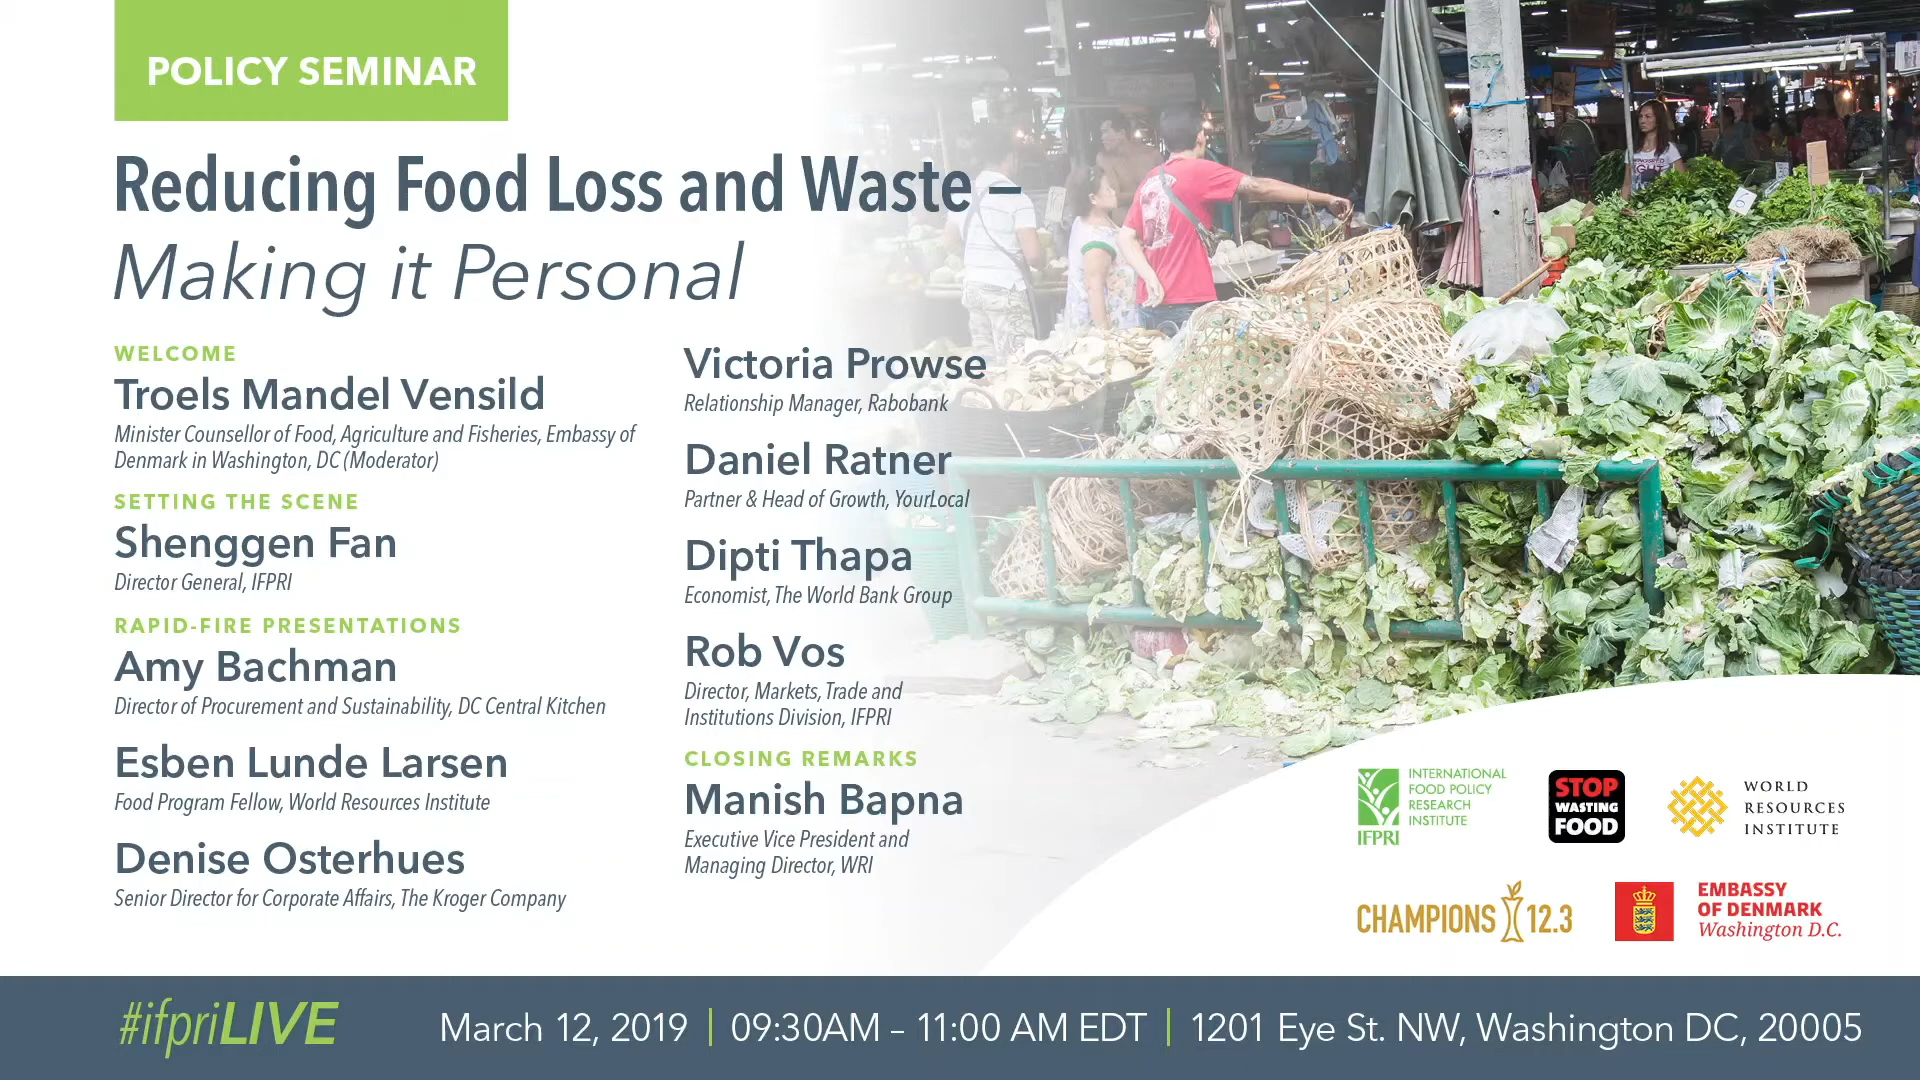 POLICY SEMINAR
Reducing Food Loss and Waste –
Making it Personal
WELCOME
Troels Mandel Vensild
Minister Counsellor of Food, Agriculture and Fisheries, Embassy of
Denmark in Washington, DC (Moderator)
SETTING THE SCENE
Shenggen Fan
Director General, IFPRI
RAPID-FIRE PRESENTATIONS
Amy Bachman
Director of Procurement and Sustainability, DC Central Kitchen
Esben Lunde Larsen
Food Program Fellow, World Resources Institute
Denise Osterhues
Senior Director for Corporate Affairs, The Kroger Company
Victoria Prowse
Relationship Manager, Rabobank
Daniel Ratner
Partner & Head of Growth, YourLocal
Dipti Thapa
Economist, The World Bank Group
Rob Vos
Director, Markets, Trade and
Institutions Division, IFPRI
CLOSING REMARKS
Manish Bapna
Executive Vice President and
Managing Director, WRI
IFPRI
INTERNATIONAL
FOOD POLICY
RESEARCH
INSTITUTE
STOP
WASTING
FOOD
WORLD
RESOURCES
INSTITUTE
CHAMPIONS 12.3
EMBASSY
OF DENMARK
Washington D.C.
#ifpriLIVE
March 12, 2019 | 09:30AM – 11:00 AM EDT | 1201 Eye St. NW, Washington DC, 20005